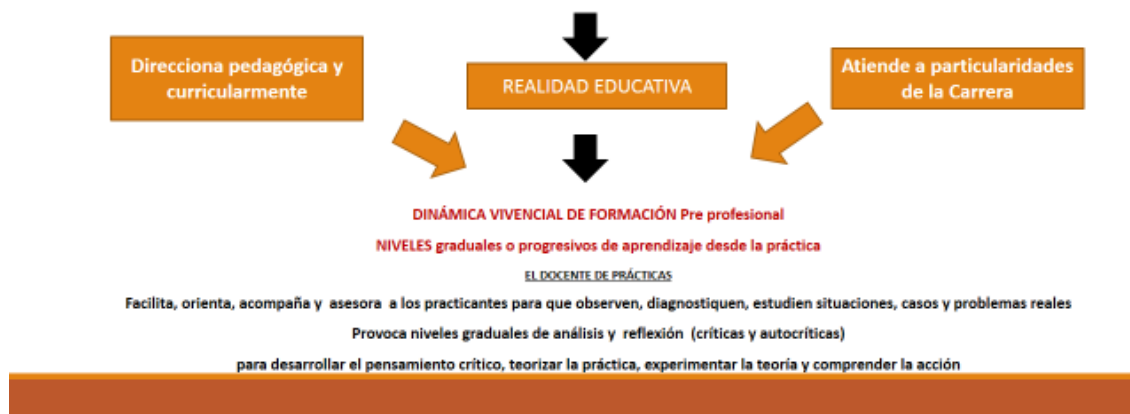 Direcciona pedagógica y
curricularmente
REALIDAD EDUCATIVA
Atiende a particularidades
de la Carrera
DINÁMICA VIVENCIAL DE FORMACIÓN Pre profesional
NIVELES graduales o progresivos de aprendizaje desde la práctica
EL DOCENTE DE PRÁCTICAS
Facilita, orienta, acompaña y asesora a los practicantes para que observen, diagnostiquen, estudien situaciones, casos y problemas reales
Provoca niveles graduales de análisis y reflexión (críticas y autocríticas)
para desarrollar el pensamiento crítico, teorizar la práctica, experimentar la teoría y comprender la acción